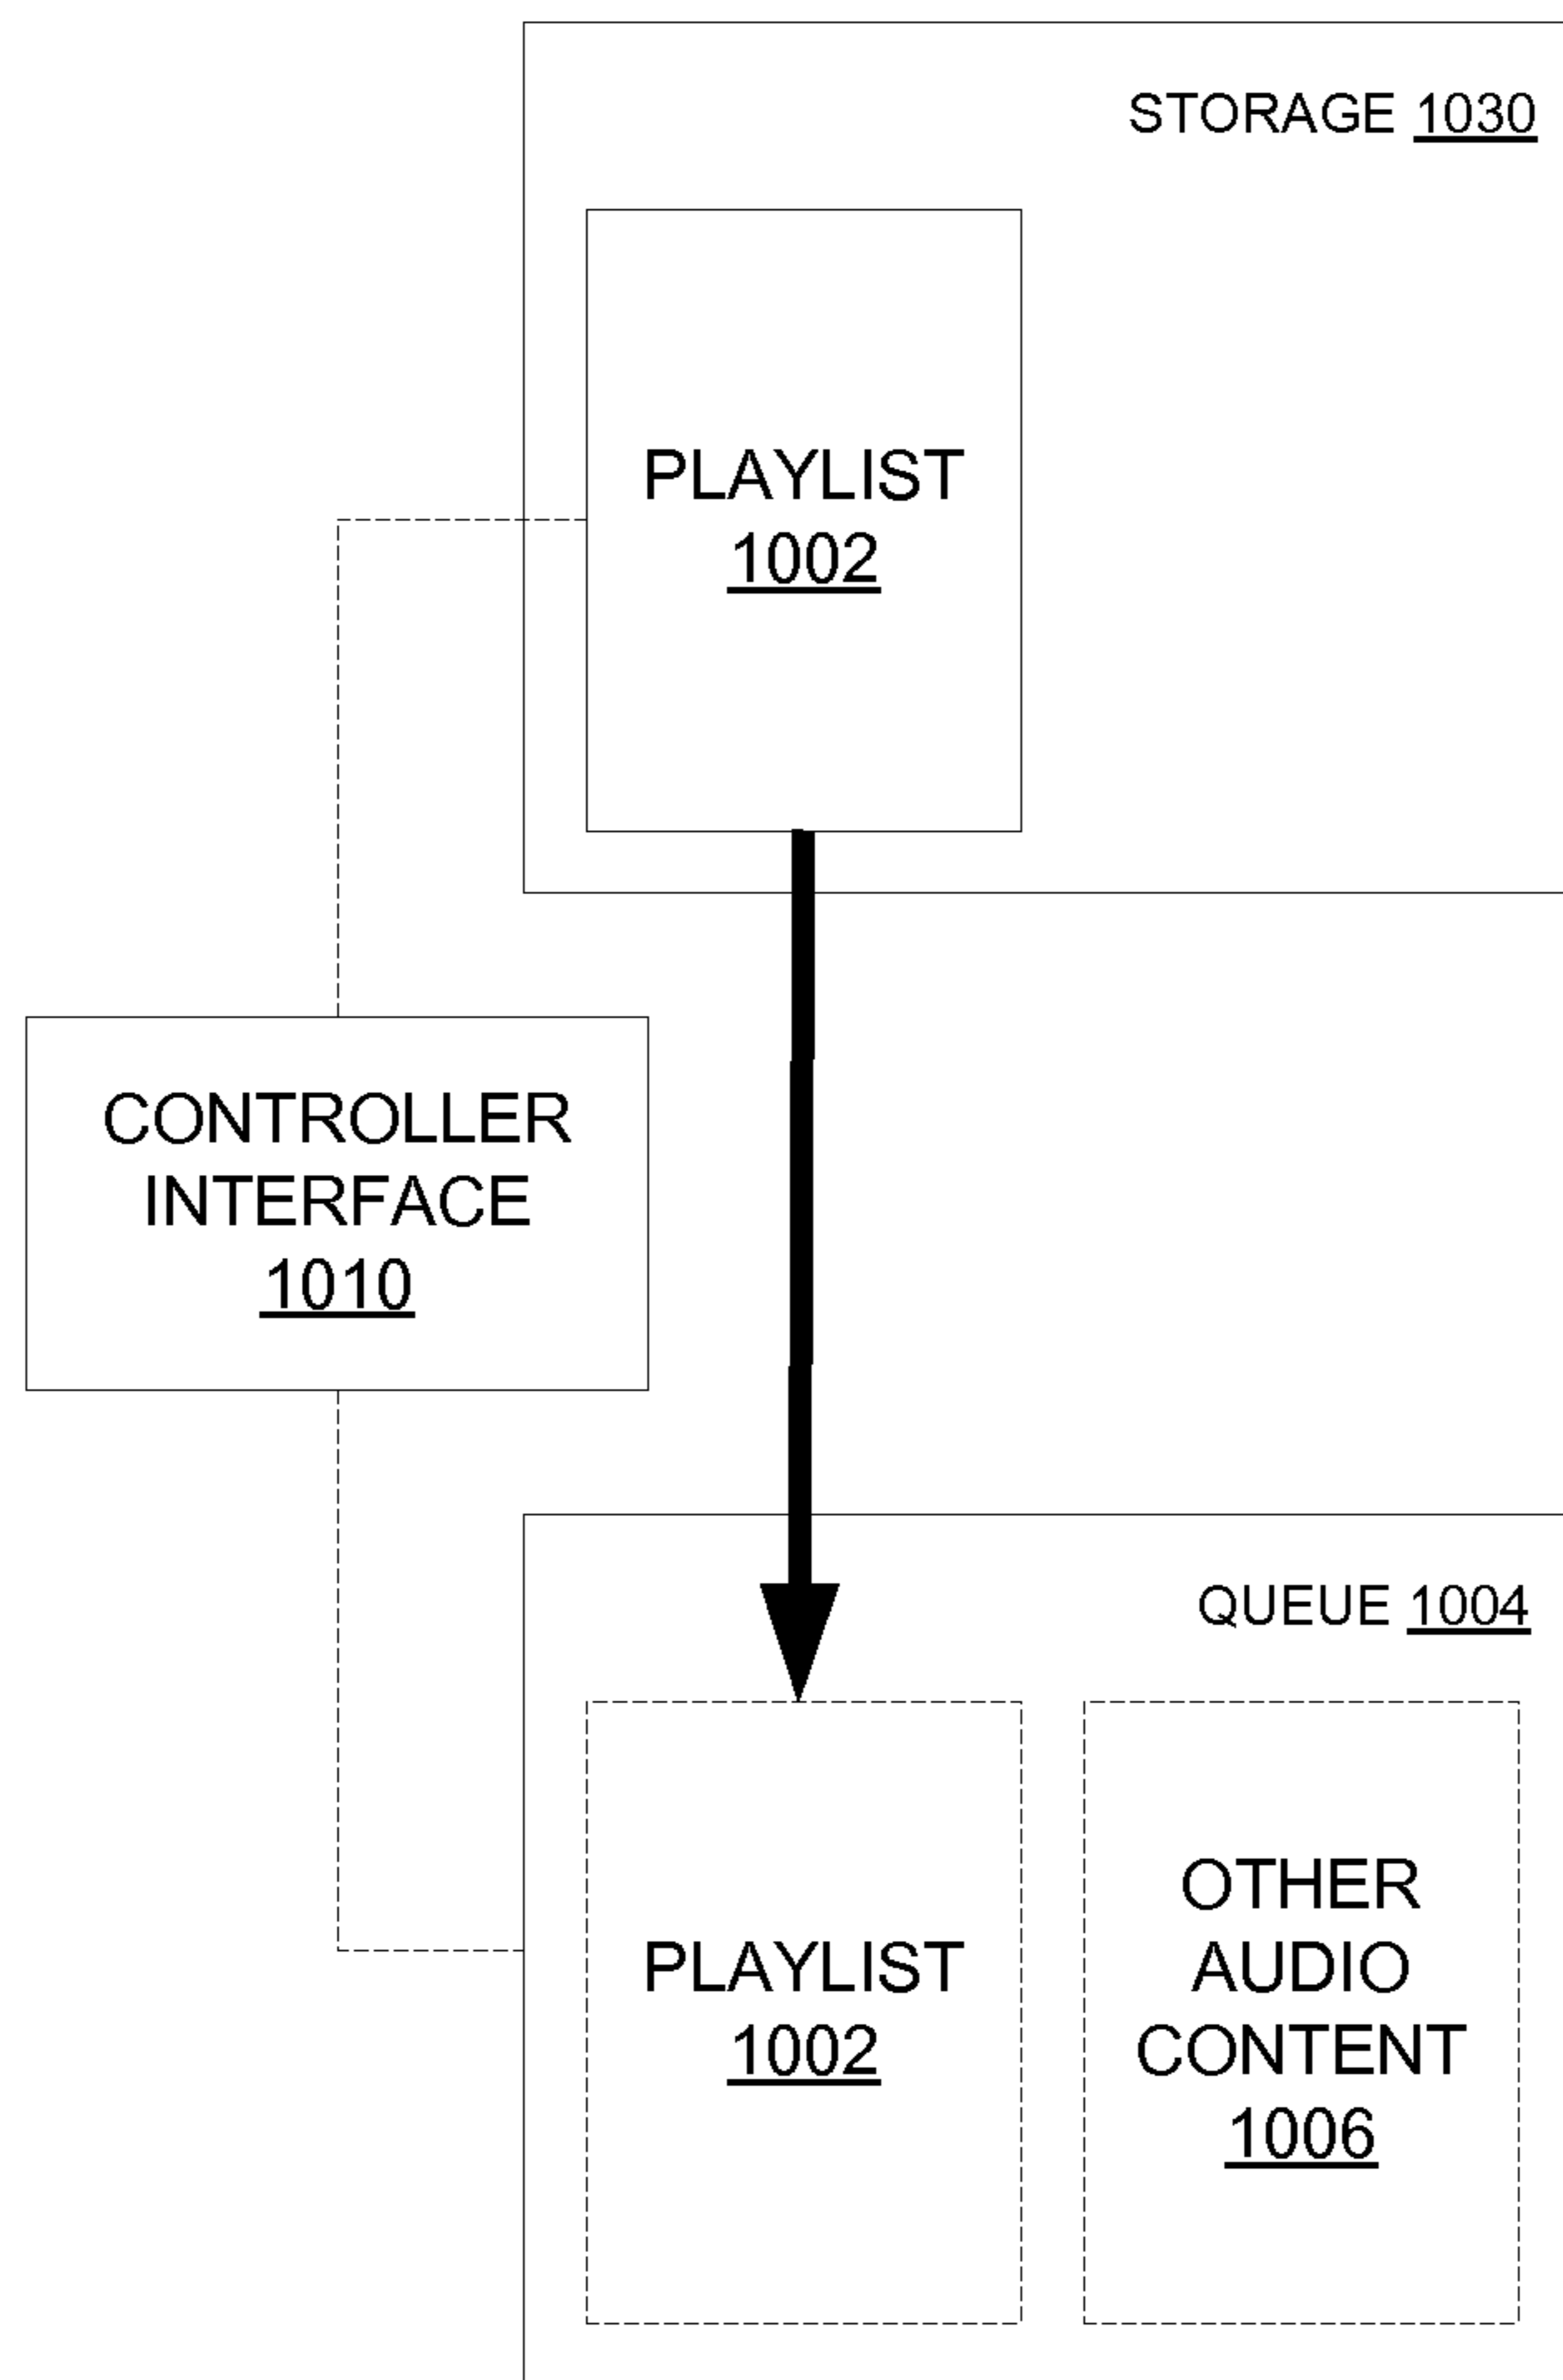 STORAGE 1030
PLAYLIST
1002
CONTROLLER
INTERFACE
1010
QUEUE 1004
PLAYLIST
1002
OTHER
AUDIO
CONTENT
1006